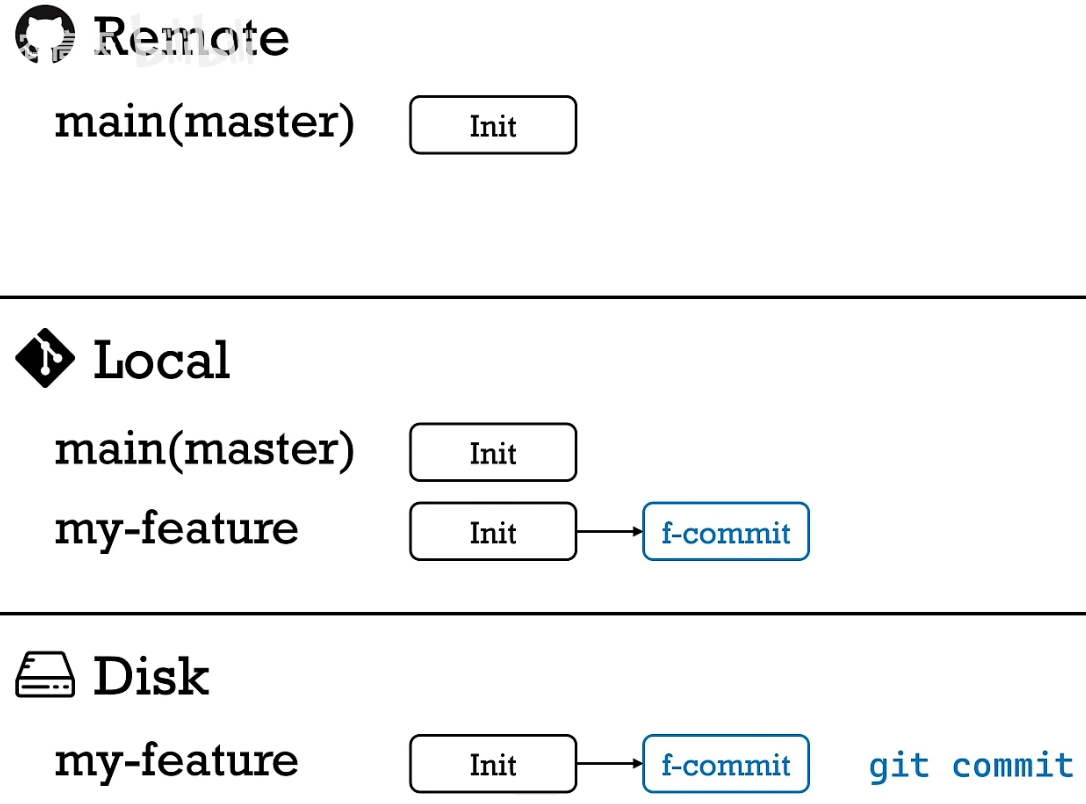 Remote
main(master) Init
Local
main(master) Init
my-feature Init f-commit
Disk
my-feature Init f-commit git commit